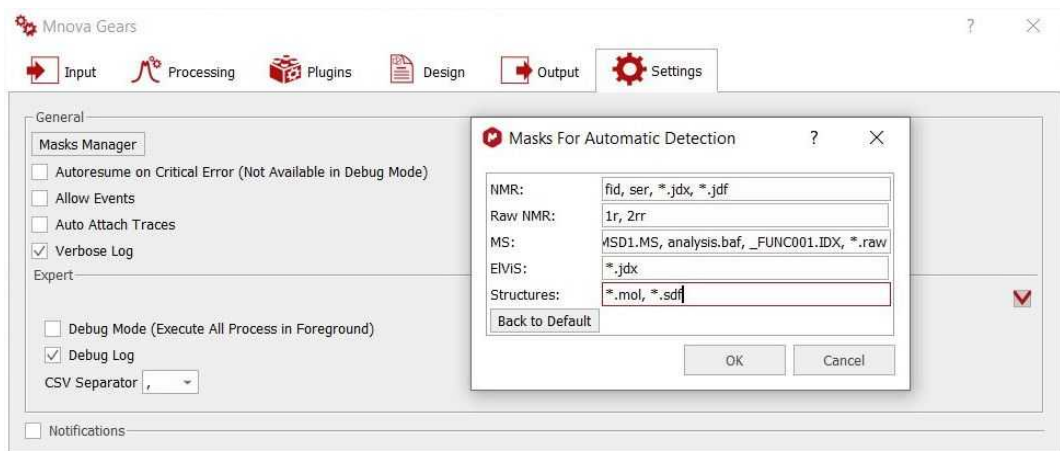 Mnova Gears ? ×
Input Processing Plugins Design Output Settings
General
Masks Manager
Autoresume on Critical Error (Not Available in Debug Mode)
Allow Events
Auto Attach Traces
Verbose Log
Expert
Debug Mode (Execute All Process in Foreground)
Debug Log
CSV Separator ,
Notifications
Masks For Automatic Detection ? ×
NMR: fid, ser, *.jdx, *.jdf
Raw NMR: 1r, 2rr
MS: MSD1.MS, analysis.baf, _FUNC001.IDX, *.raw
ElViS: *.jdx
Structures: *.mol, *.sdf
Back to Default
OK Cancel